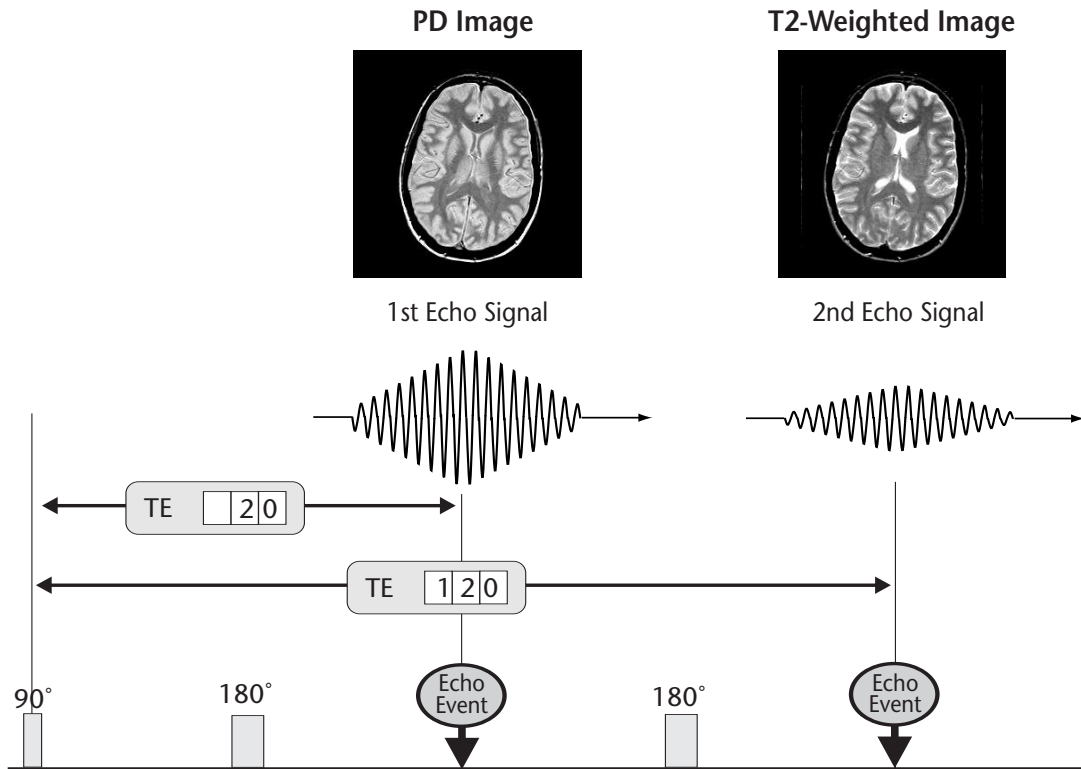 PD Image
T2-Weighted Image
1st Echo Signal
2nd Echo Signal
TE 20
TE 120
90°
180°
Echo
Event
180°
Echo
Event